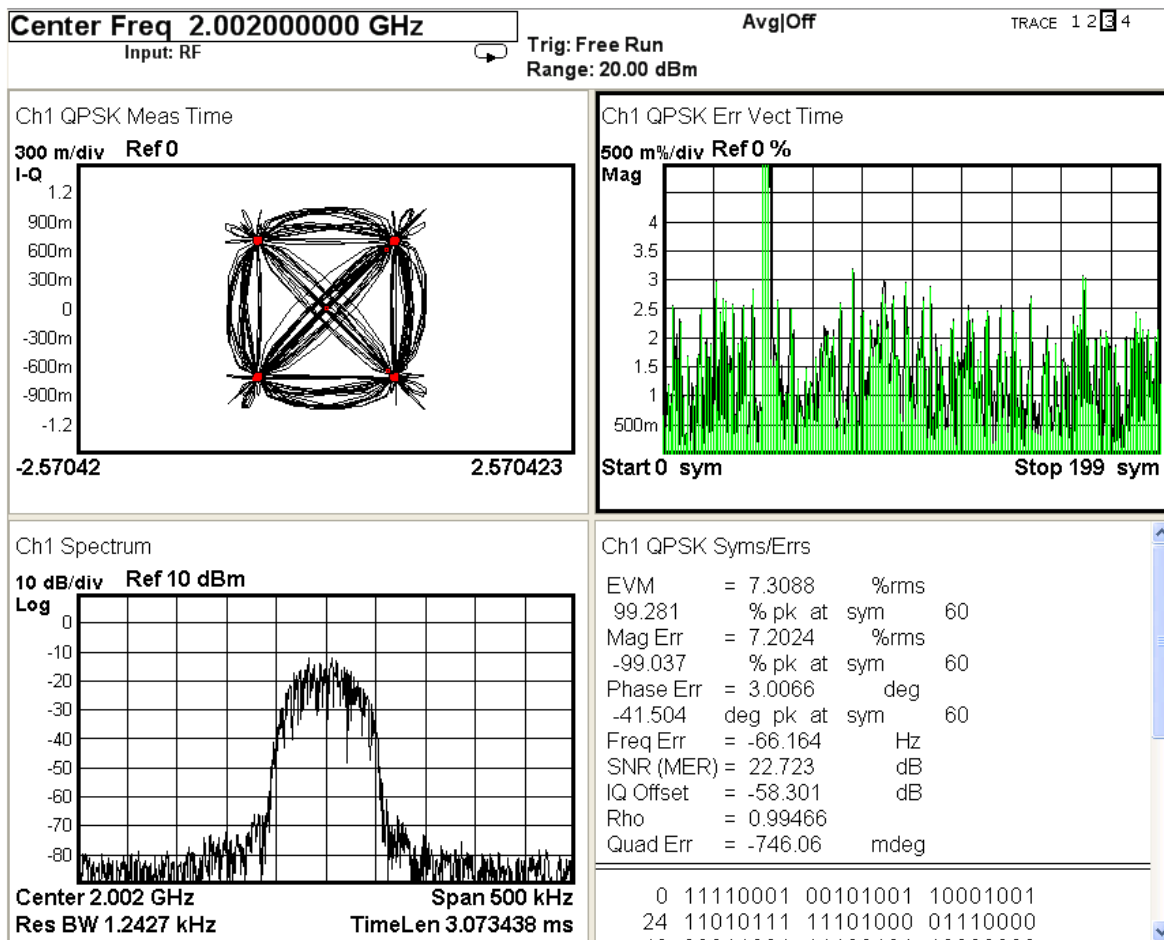 Center Freq 2.002000000 GHz
Input: RF
Trig: Free Run
Range: 20.00 dBm
Avg|Off
TRACE 1 2 3 4
Ch1 QPSK Meas Time
300 m/div Ref 0
I-Q
1.2
900m
600m
300m
0
-300m
-600m
-900m
-1.2
-2.57042 2.570423
Ch1 QPSK Err Vect Time
500 m%/div Ref 0 %
Mag
4
3.5
3
2.5
2
1.5
1
500m
Start 0 sym Stop 199 sym
Ch1 Spectrum
10 dB/div Ref 10 dBm
Log
0
-10
-20
-30
-40
-50
-60
-70
-80
Center 2.002 GHz Span 500 kHz
Res BW 1.2427 kHz TimeLen 3.073438 ms
Ch1 QPSK Syms/Errs
EVM = 7.3088 %rms
99.281 % pk at sym 60
Mag Err = 7.2024 %rms
-99.037 % pk at sym 60
Phase Err = 3.0066 deg
-41.504 deg pk at sym 60
Freq Err = -66.164 Hz
SNR (MER) = 22.723 dB
IQ Offset = -58.301 dB
Rho = 0.99466
Quad Err = -746.06 mdeg
0 11110001 00101001 10001001
24 11010111 11101000 01110000